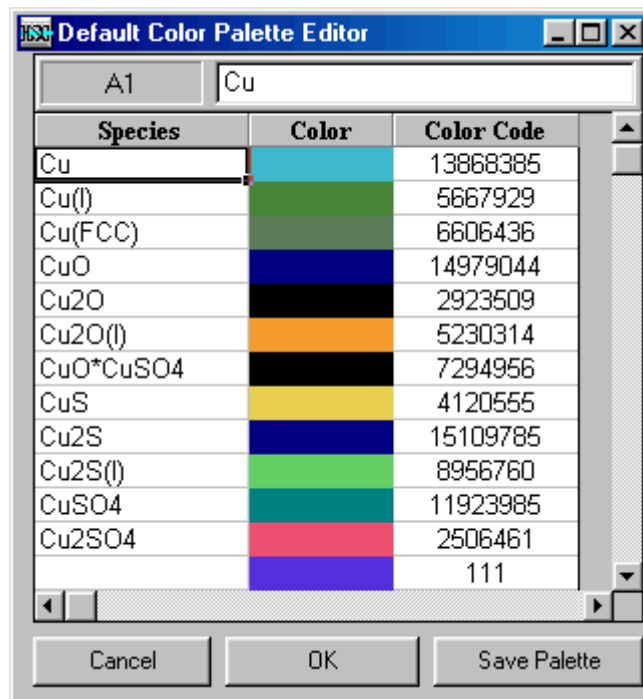 HSC Default Color Palette Editor
A1 Cu
Species Color Color Code
Cu 13868385
Cu(l) 5667929
Cu(FCC) 6606436
CuO 14979044
Cu2O 2923509
Cu2O(l) 5230314
CuO*CuSO4 7294956
CuS 4120555
Cu2S 15109785
Cu2S(l) 8956760
CuSO4 11923985
Cu2SO4 2506461
111
Cancel OK Save Palette